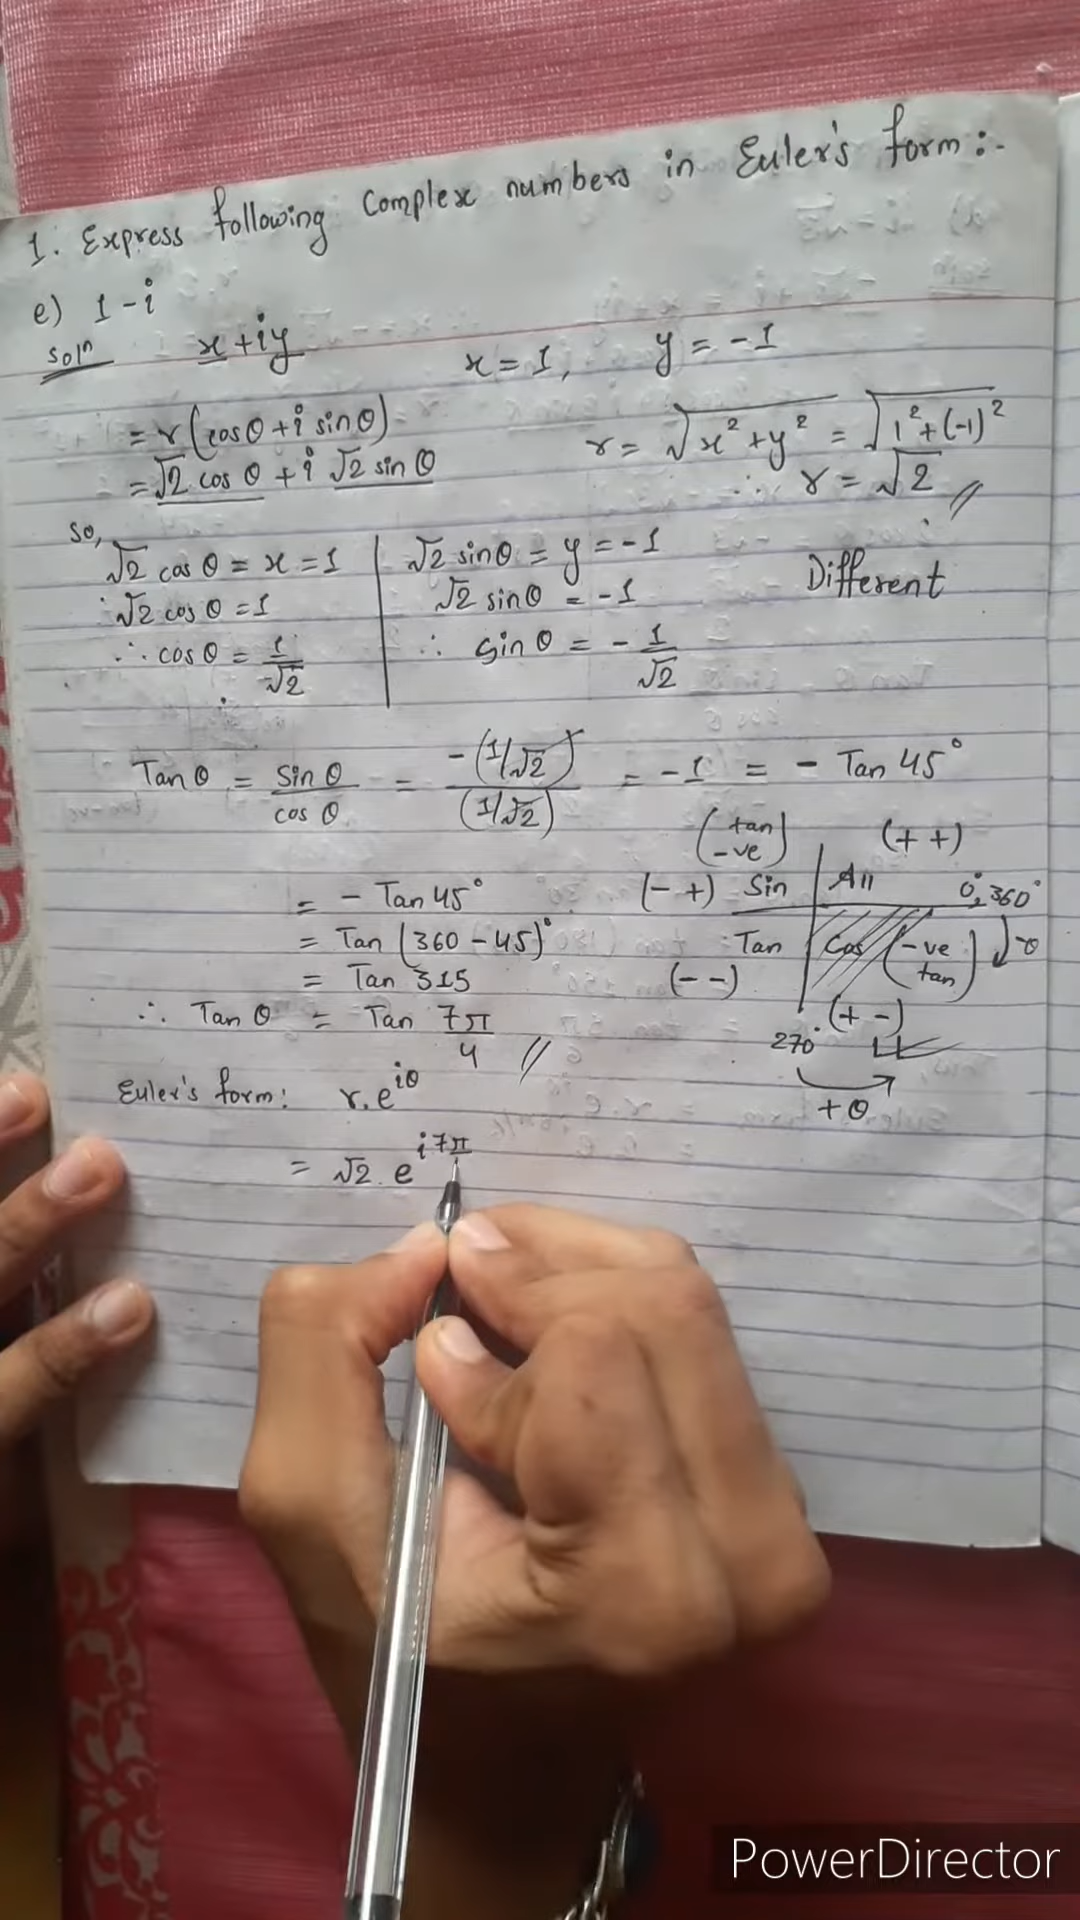 1. Express following complex numbers in Euler's form:-
e) 1-i
Solⁿ x+iy x=1, y=-1
=r(cosθ+i sinθ) r=√x²+y² = √1²+(-1)²
=√2 cos θ + i √2 sin θ ∴ r = √2 //
so,
√2 cos θ = x = 1 √2 sinθ = y = -1 Different
∴ √2 cos θ = 1 √2 sinθ = -1
∴ cos θ = 1/√2 ∴ sin θ = - 1/√2
Tan θ = Sin θ/cos θ = -(1/√2)/(1/√2) = -1 = - Tan 45°
(tan -ve) (+ +)
= - Tan 45° (- +) Sin All 0°, 360°
= Tan (360-45)° Tan Cos (-ve tan) -θ
= Tan 315 (- -)
∴ Tan θ = Tan 7π/4 // (+ -)
270°
Euler's form: r.e^iθ +θ
= √2. e^i7π
PowerDirector